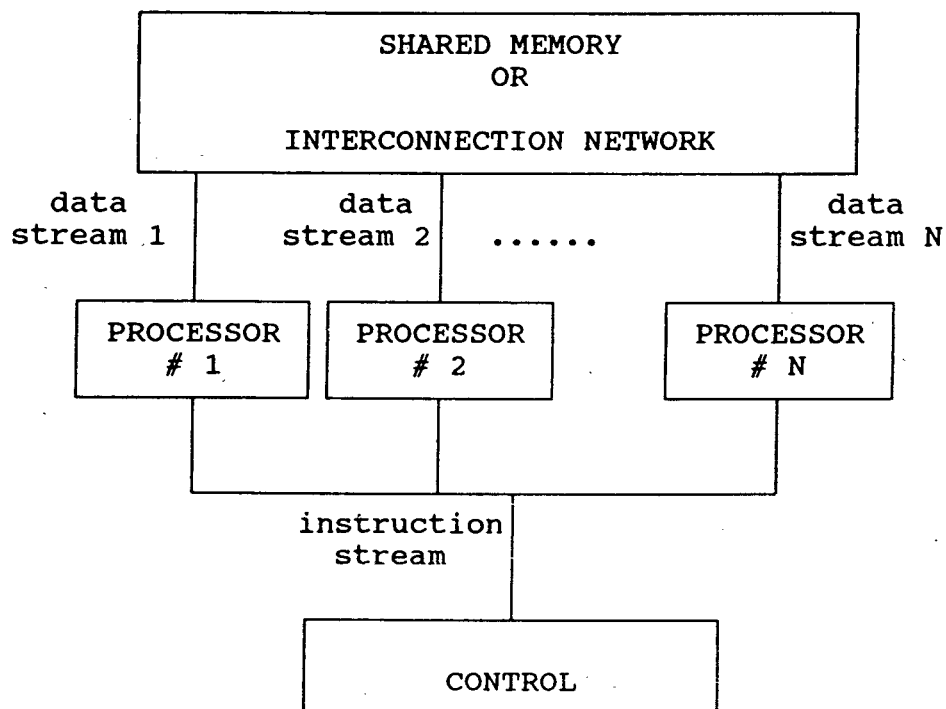 SHARED MEMORY
OR
INTERCONNECTION NETWORK
data
stream 1
data
stream 2
......
data
stream N
PROCESSOR
# 1
PROCESSOR
# 2
PROCESSOR
# N
instruction
stream
CONTROL